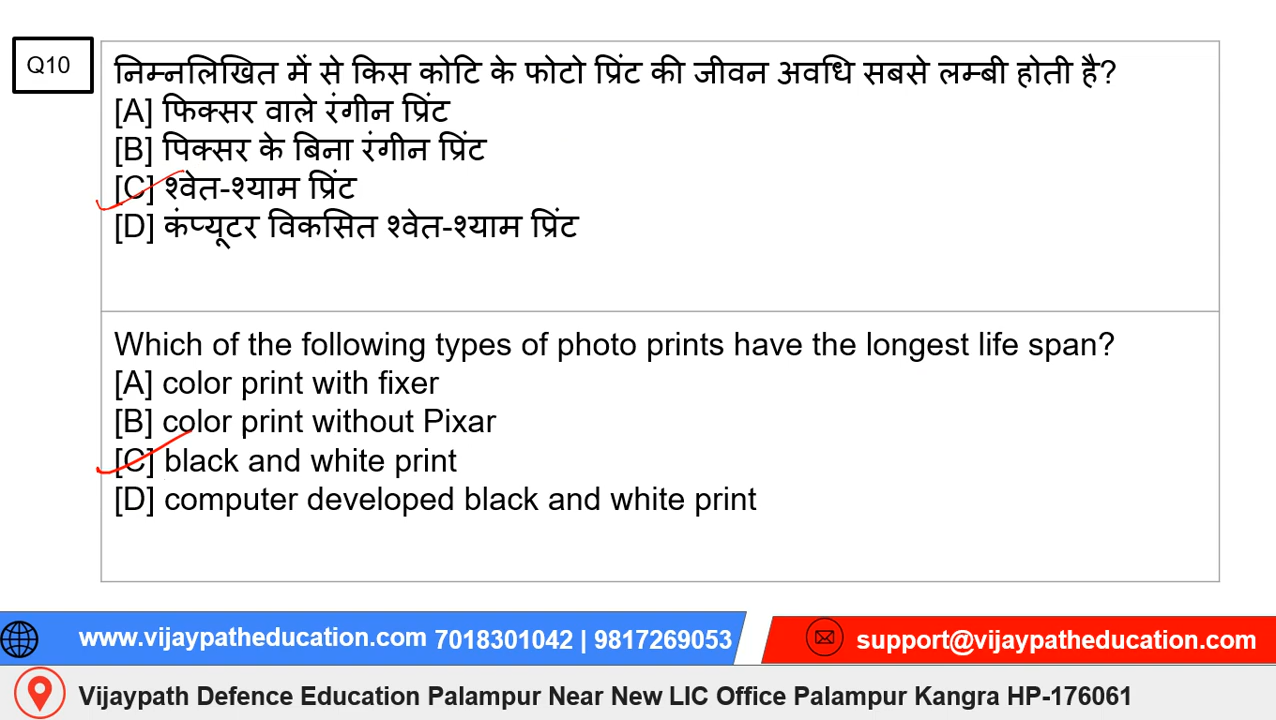 Q10
निम्नलिखित में से किस कोटि के फोटो प्रिंट की जीवन अवधि सबसे लम्बी होती है?
[A] फिक्सर वाले रंगीन प्रिंट
[B] पिक्सर के बिना रंगीन प्रिंट
[C] श्वेत-श्याम प्रिंट
[D] कंप्यूटर विकसित श्वेत-श्याम प्रिंट
Which of the following types of photo prints have the longest life span?
[A] color print with fixer
[B] color print without Pixar
[C] black and white print
[D] computer developed black and white print
www.vijaypatheducation.com 7018301042 | 9817269053
support@vijaypatheducation.com
Vijaypath Defence Education Palampur Near New LIC Office Palampur Kangra HP-176061